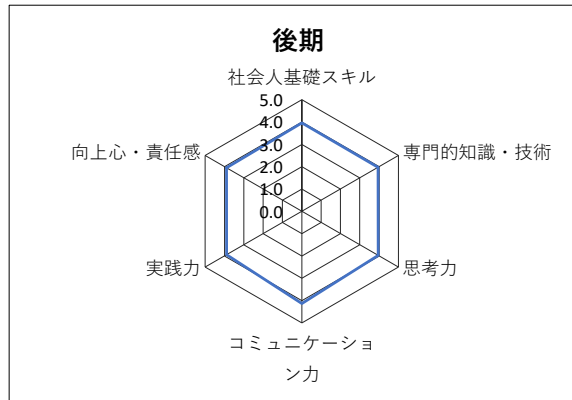 後期
社会人基礎スキル
5.0
4.0
3.0
2.0
1.0
0.0
専門的知識・技術
思考力
コミュニケーショ
ン力
実践力
向上心・責任感